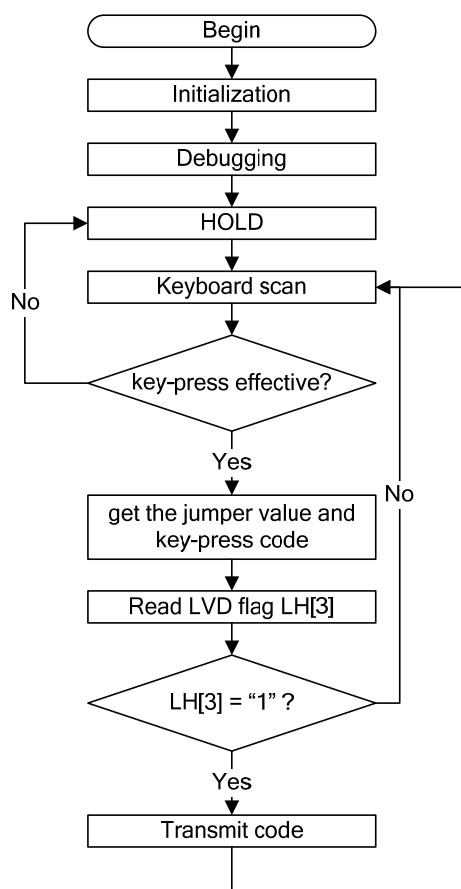 Begin
Initialization
Debugging
HOLD
Keyboard scan
No
key-press effective?
Yes
No
get the jumper value and
key-press code
Read LVD flag LH[3]
LH[3] = “1” ?
Yes
Transmit code